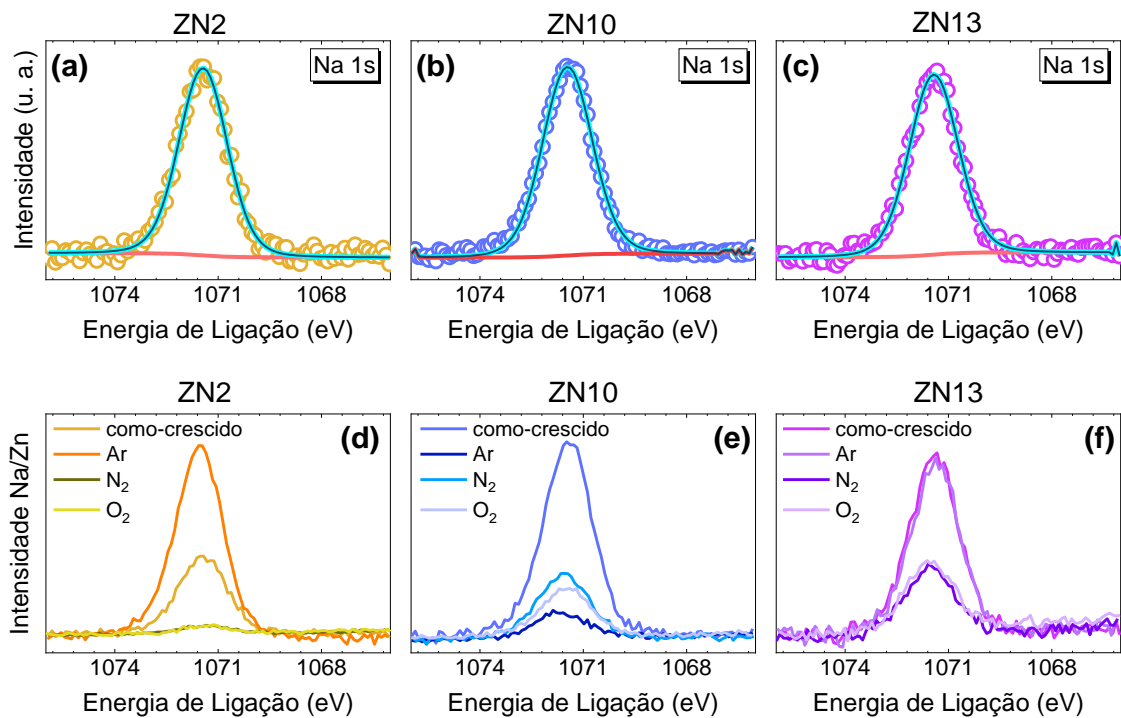 ZN2
ZN10
ZN13
(a)
Na 1s
(b)
Na 1s
(c)
Na 1s
Intensidade (u. a.)
1074 1071 1068
1074 1071 1068
1074 1071 1068
Energia de Ligação (eV)
Energia de Ligação (eV)
Energia de Ligação (eV)
ZN2
ZN10
ZN13
Intensidade Na/Zn
como-crescido
Ar
N₂
O₂
(d)
como-crescido
Ar
N₂
O₂
(e)
como-crescido
Ar
N₂
O₂
(f)
1074 1071 1068
1074 1071 1068
1074 1071 1068
Energia de Ligação (eV)
Energia de Ligação (eV)
Energia de Ligação (eV)